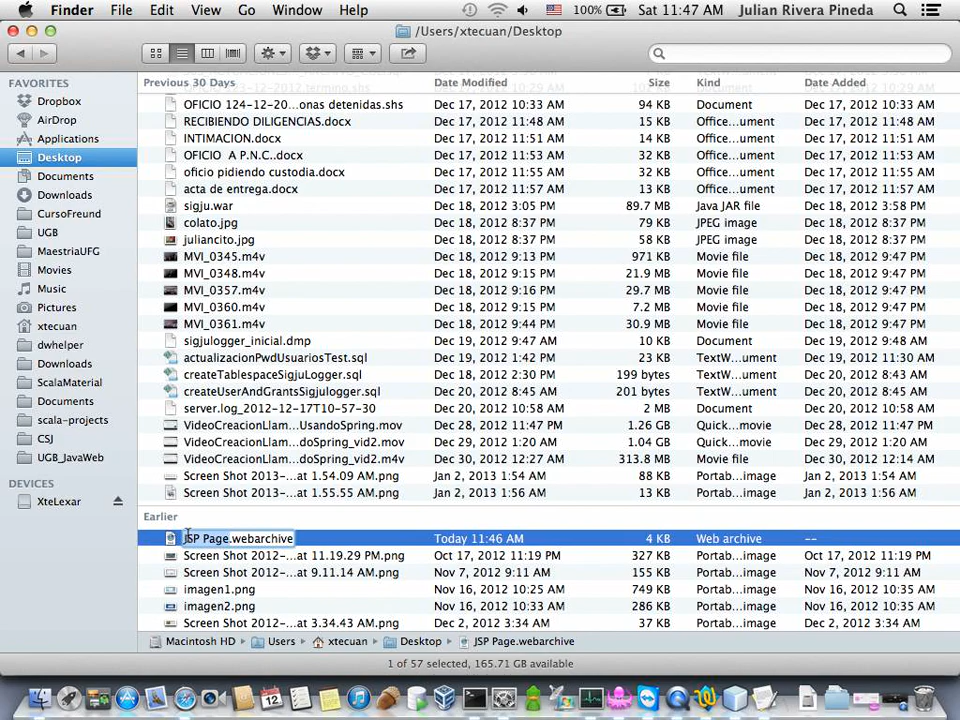 Finder File Edit View Go Window Help 100% Sat 11:47 AM Julian Rivera Pineda
/Users/xtecuan/Desktop
FAVORITES
Dropbox
AirDrop
Applications
Desktop
Documents
Downloads
CursoFreund
UGB
MaestriaUFG
Movies
Music
Pictures
xtecuan
dwhelper
Downloads
ScalaMaterial
Documents
scala-projects
CSJ
UGB_JavaWeb
DEVICES
XteLexar
Previous 30 Days Date Modified Size Kind Date Added
OFICIO 124-12-20...onas detenidas.shs Dec 17, 2012 10:33 AM 94 KB Document Dec 17, 2012 10:33 AM
RECIBIENDO DILIGENCIAS.docx Dec 17, 2012 11:48 AM 15 KB Office...ument Dec 17, 2012 11:48 AM
INTIMACION.docx Dec 17, 2012 11:51 AM 14 KB Office...ument Dec 17, 2012 11:51 AM
OFICIO A P.N.C..docx Dec 17, 2012 11:53 AM 32 KB Office...ument Dec 17, 2012 11:53 AM
oficio pidiendo custodia.docx Dec 17, 2012 11:55 AM 32 KB Office...ument Dec 17, 2012 11:55 AM
acta de entrega.docx Dec 17, 2012 11:57 AM 13 KB Office...ument Dec 17, 2012 11:57 AM
sigju.war Dec 18, 2012 3:05 PM 89.7 MB Java JAR file Dec 18, 2012 3:58 PM
colato.jpg Dec 18, 2012 8:37 PM 79 KB JPEG image Dec 18, 2012 8:37 PM
juliancito.jpg Dec 18, 2012 8:37 PM 58 KB JPEG image Dec 18, 2012 8:37 PM
MVI_0345.m4v Dec 18, 2012 9:13 PM 971 KB Movie file Dec 18, 2012 9:47 PM
MVI_0348.m4v Dec 18, 2012 9:14 PM 21.9 MB Movie file Dec 18, 2012 9:47 PM
MVI_0357.m4v Dec 18, 2012 9:16 PM 29.7 MB Movie file Dec 18, 2012 9:47 PM
MVI_0360.m4v Dec 18, 2012 9:15 PM 7.2 MB Movie file Dec 18, 2012 9:47 PM
MVI_0361.m4v Dec 18, 2012 9:44 PM 30.9 MB Movie file Dec 18, 2012 9:47 PM
sigjulogger_inicial.dmp Dec 19, 2012 9:47 AM 10 KB Document Dec 19, 2012 9:48 AM
actualizacionPwdUsuariosTest.sql Dec 19, 2012 1:42 PM 23 KB TextW...ument Dec 19, 2012 11:30 AM
createTablespaceSigjuLogger.sql Dec 18, 2012 2:30 PM 199 bytes TextW...ument Dec 20, 2012 8:43 AM
createUserAndGrantsSigjulogger.sql Dec 20, 2012 8:45 AM 201 bytes TextW...ument Dec 20, 2012 8:45 AM
server.log_2012-12-17T10-57-30 Dec 20, 2012 10:58 AM 2 MB Document Dec 20, 2012 10:58 AM
VideoCreacionLlam...UsandoSpring.mov Dec 28, 2012 11:47 PM 1.26 GB Quick...movie Dec 28, 2012 11:47 PM
VideoCreacionLlam...doSpring_vid2.mov Dec 29, 2012 1:20 AM 1.04 GB Quick...movie Dec 29, 2012 1:20 AM
VideoCreacionLlam...doSpring_vid2.m4v Dec 30, 2012 12:27 AM 313.8 MB Movie file Dec 30, 2012 12:14 AM
Screen Shot 2013-...at 1.54.09 AM.png Jan 2, 2013 1:54 AM 88 KB Portab...image Jan 2, 2013 1:54 AM
Screen Shot 2013-...at 1.55.55 AM.png Jan 2, 2013 1:56 AM 13 KB Portab...image Jan 2, 2013 1:56 AM
Earlier
JSP Page.webarchive Today 11:46 AM 4 KB Web archive --
Screen Shot 2012-...at 11.19.29 PM.png Oct 17, 2012 11:19 PM 327 KB Portab...image Oct 17, 2012 11:19 PM
Screen Shot 2012-...at 9.11.14 AM.png Nov 7, 2012 9:11 AM 155 KB Portab...image Nov 7, 2012 9:11 AM
imagen1.png Nov 16, 2012 10:25 AM 749 KB Portab...image Nov 16, 2012 10:35 AM
imagen2.png Nov 16, 2012 10:33 AM 286 KB Portab...image Nov 16, 2012 10:35 AM
Screen Shot 2012-...at 3.34.43 AM.png Dec 2, 2012 3:34 AM 37 KB Portab...image Dec 2, 2012 3:34 AM
Macintosh HD Users xtecuan Desktop JSP Page.webarchive
1 of 57 selected, 165.71 GB available